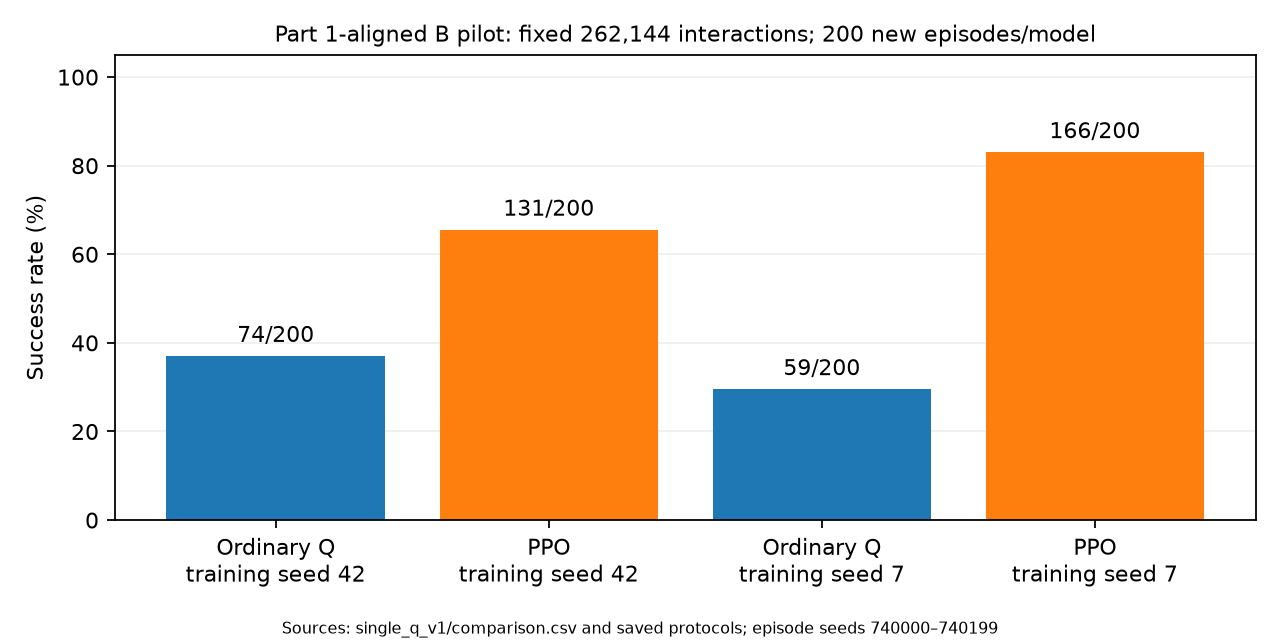 Part 1-aligned B pilot: fixed 262,144 interactions; 200 new episodes/model
Success rate (%)
100
80
60
40
20
0
74/200
131/200
59/200
166/200
Ordinary Q
training seed 42
PPO
training seed 42
Ordinary Q
training seed 7
PPO
training seed 7
Sources: single_q_v1/comparison.csv and saved protocols; episode seeds 740000–740199